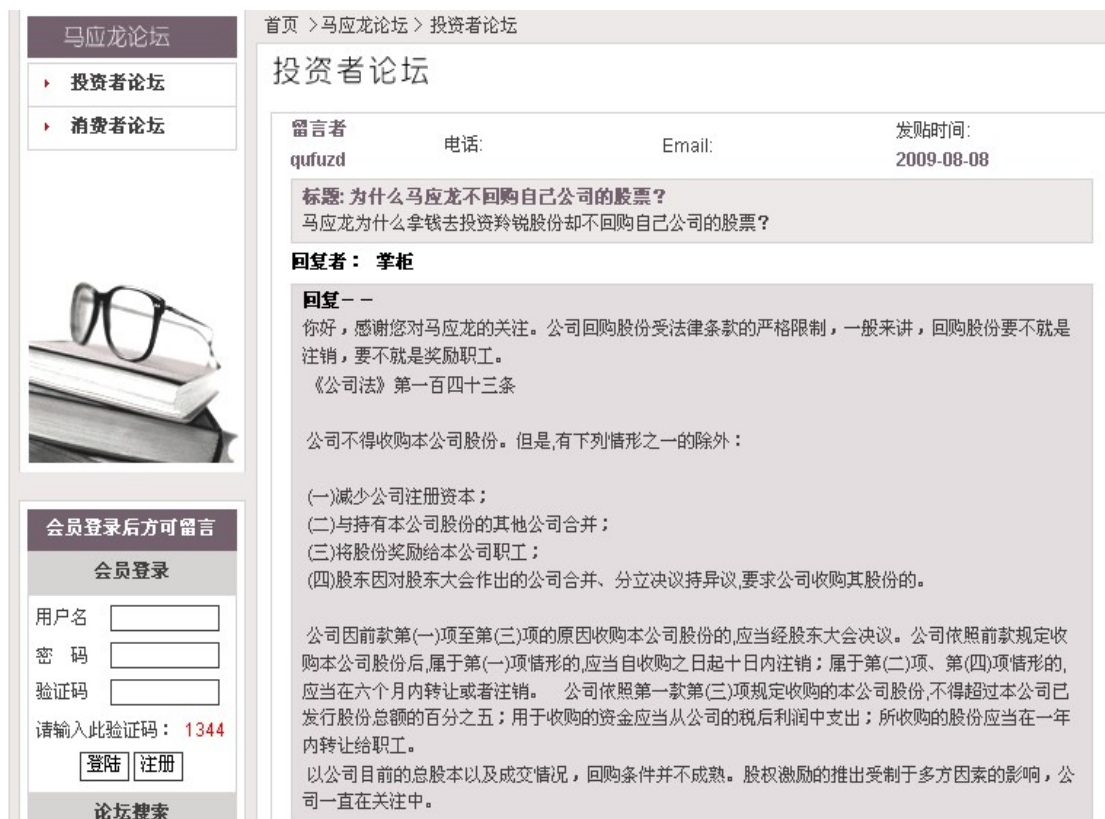 马应龙论坛
投资者论坛
消费者论坛
会员登录后方可留言
会员登录
用户名
密 码
验证码
请输入此验证码： 1344
登陆 注册
论坛搜索
首页 >马应龙论坛 > 投资者论坛
投资者论坛
留言者
qufuzd
电话:
Email:
发贴时间:
2009-08-08
标题: 为什么马应龙不回购自己公司的股票？
马应龙为什么拿钱去投资羚锐股份却不回购自己公司的股票？
回复者： 掌柜
回复－－
你好，感谢您对马应龙的关注。公司回购股份受法律条款的严格限制，一般来讲，回购股份要不就是
注销，要不就是奖励职工。
《公司法》第一百四十三条
公司不得收购本公司股份。但是,有下列情形之一的除外：
(一)减少公司注册资本；
(二)与持有本公司股份的其他公司合并；
(三)将股份奖励给本公司职工；
(四)股东因对股东大会作出的公司合并、分立决议持异议,要求公司收购其股份的。
公司因前款第(一)项至第(三)项的原因收购本公司股份的,应当经股东大会决议。公司依照前款规定收
购本公司股份后,属于第(一)项情形的,应当自收购之日起十日内注销；属于第(二)项、第(四)项情形的,
应当在六个月内转让或者注销。 公司依照第一款第(三)项规定收购的本公司股份,不得超过本公司已
发行股份总额的百分之五；用于收购的资金应当从公司的税后利润中支出；所收购的股份应当在一年
内转让给职工。
以公司目前的总股本以及成交情况，回购条件并不成熟。股权激励的推出受制于多方因素的影响，公
司一直在关注中。